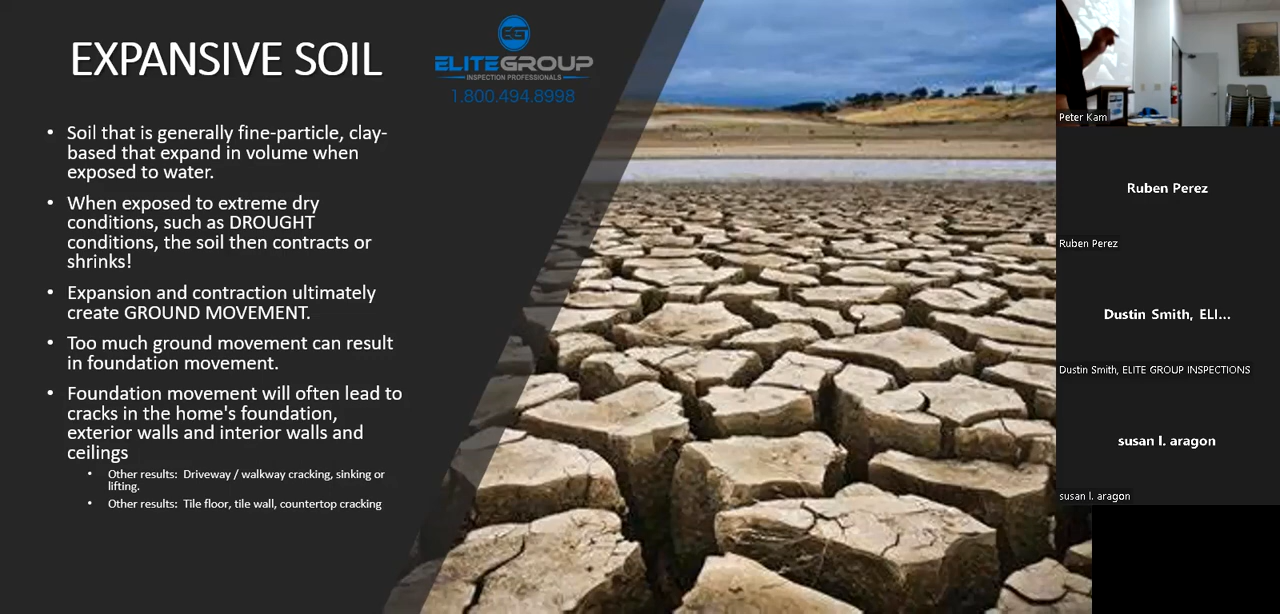 EXPANSIVE SOIL
EGI
ELITEGROUP
INSPECTION PROFESSIONALS
1.800.494.8998
• Soil that is generally fine-particle, clay-
based that expand in volume when
exposed to water.
• When exposed to extreme dry
conditions, such as DROUGHT
conditions, the soil then contracts or
shrinks!
• Expansion and contraction ultimately
create GROUND MOVEMENT.
• Too much ground movement can result
in foundation movement.
• Foundation movement will often lead to
cracks in the home's foundation,
exterior walls and interior walls and
ceilings
• Other results: Driveway / walkway cracking, sinking or
lifting.
• Other results: Tile floor, tile wall, countertop cracking
Peter Kam
Ruben Perez
Ruben Perez
Dustin Smith, ELI...
Dustin Smith, ELITE GROUP INSPECTIONS
susan l. aragon
susan l. aragon